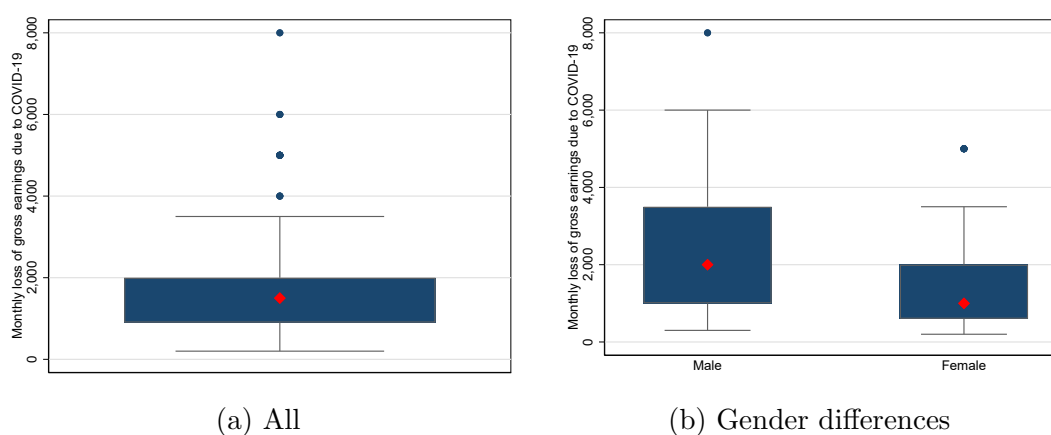 Monthly loss of gross earnings due to COVID-19
8,000
6,000
4,000
2,000
0
(a) All
Monthly loss of gross earnings due to COVID-19
8,000
6,000
4,000
2,000
0
Male Female
(b) Gender differences